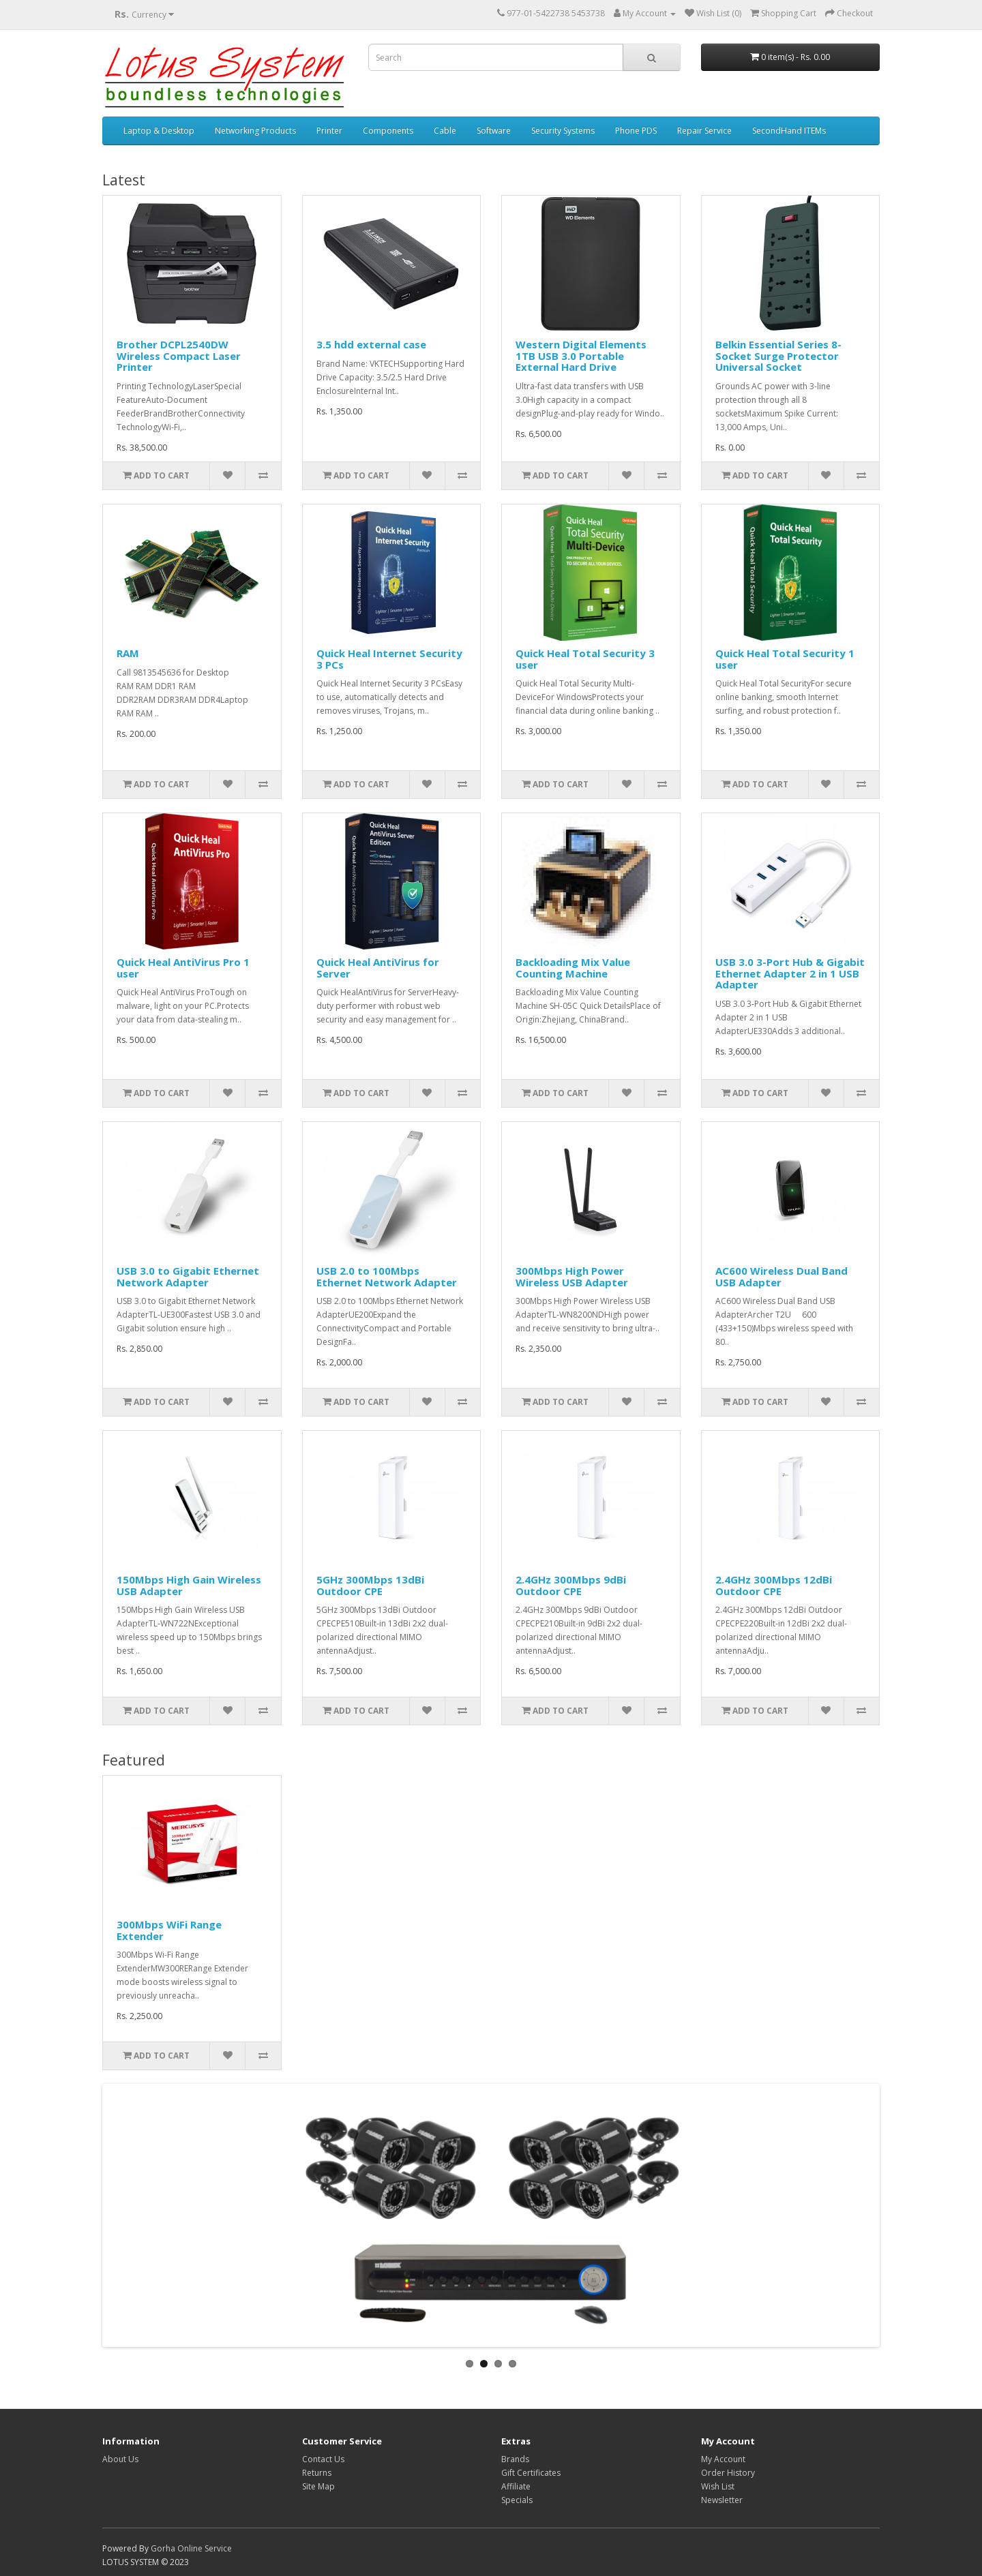 Rs. Currency
977-01-5422738 5453738 My Account Wish List (0) Shopping Cart Checkout
Lotus System
boundless technologies
Search
0 item(s) - Rs. 0.00
Laptop & Desktop Networking Products Printer Components Cable Software Security Systems Phone PDS Repair Service SecondHand ITEMs
Latest
Brother DCPL2540DW
Wireless Compact Laser
Printer
Printing TechnologyLaserSpecial
FeatureAuto-Document
FeederBrandBrotherConnectivity
TechnologyWi-Fi,..
Rs. 38,500.00
ADD TO CART
3.5 hdd external case
Brand Name: VKTECHSupporting Hard
Drive Capacity: 3.5/2.5 Hard Drive
EnclosureInternal Int..
Rs. 1,350.00
ADD TO CART
WD Elements
Western Digital Elements
1TB USB 3.0 Portable
External Hard Drive
Ultra-fast data transfers with USB
3.0High capacity in a compact
designPlug-and-play ready for Windo..
Rs. 6,500.00
ADD TO CART
Belkin Essential Series 8-
Socket Surge Protector
Universal Socket
Grounds AC power with 3-line
protection through all 8
socketsMaximum Spike Current:
13,000 Amps, Uni..
Rs. 0.00
ADD TO CART
RAM
Call 9813545636 for Desktop
RAM RAM DDR1 RAM
DDR2RAM DDR3RAM DDR4Laptop
RAM RAM ..
Rs. 200.00
ADD TO CART
Quick Heal
Internet Security
Quick Heal Internet Security
3 PCs
Quick Heal Internet Security 3 PCsEasy
to use, automatically detects and
removes viruses, Trojans, m..
Rs. 1,250.00
ADD TO CART
Quick Heal
Total Security
Multi-Device
Quick Heal Total Security 3
user
Quick Heal Total Security Multi-
DeviceFor WindowsProtects your
financial data during online banking ..
Rs. 3,000.00
ADD TO CART
Quick Heal
Total Security
Quick Heal Total Security 1
user
Quick Heal Total SecurityFor secure
online banking, smooth Internet
surfing, and robust protection f..
Rs. 1,350.00
ADD TO CART
Quick Heal
AntiVirus Pro
Quick Heal AntiVirus Pro 1
user
Quick Heal AntiVirus ProTough on
malware, light on your PC.Protects
your data from data-stealing m..
Rs. 500.00
ADD TO CART
Quick Heal
AntiVirus Server
Edition
Quick Heal AntiVirus for
Server
Quick HealAntiVirus for ServerHeavy-
duty performer with robust web
security and easy management for ..
Rs. 4,500.00
ADD TO CART
Backloading Mix Value
Counting Machine
Backloading Mix Value Counting
Machine SH-05C Quick DetailsPlace of
Origin:Zhejiang, ChinaBrand..
Rs. 16,500.00
ADD TO CART
USB 3.0 3-Port Hub & Gigabit
Ethernet Adapter 2 in 1 USB
Adapter
USB 3.0 3-Port Hub & Gigabit Ethernet
Adapter 2 in 1 USB
AdapterUE330Adds 3 additional..
Rs. 3,600.00
ADD TO CART
USB 3.0 to Gigabit Ethernet
Network Adapter
USB 3.0 to Gigabit Ethernet Network
AdapterTL-UE300Fastest USB 3.0 and
Gigabit solution ensure high ..
Rs. 2,850.00
ADD TO CART
USB 2.0 to 100Mbps
Ethernet Network Adapter
USB 2.0 to 100Mbps Ethernet Network
AdapterUE200Expand the
ConnectivityCompact and Portable
DesignFa..
Rs. 2,000.00
ADD TO CART
300Mbps High Power
Wireless USB Adapter
300Mbps High Power Wireless USB
AdapterTL-WN8200NDHigh power
and receive sensitivity to bring ultra-..
Rs. 2,350.00
ADD TO CART
AC600 Wireless Dual Band
USB Adapter
AC600 Wireless Dual Band USB
AdapterArcher T2U 600
(433+150)Mbps wireless speed with
80..
Rs. 2,750.00
ADD TO CART
150Mbps High Gain Wireless
USB Adapter
150Mbps High Gain Wireless USB
AdapterTL-WN722NExceptional
wireless speed up to 150Mbps brings
best ..
Rs. 1,650.00
ADD TO CART
5GHz 300Mbps 13dBi
Outdoor CPE
5GHz 300Mbps 13dBi Outdoor
CPECPE510Built-in 13dBi 2x2 dual-
polarized directional MIMO
antennaAdjust..
Rs. 7,500.00
ADD TO CART
2.4GHz 300Mbps 9dBi
Outdoor CPE
2.4GHz 300Mbps 9dBi Outdoor
CPECPE210Built-in 9dBi 2x2 dual-
polarized directional MIMO
antennaAdjust..
Rs. 6,500.00
ADD TO CART
2.4GHz 300Mbps 12dBi
Outdoor CPE
2.4GHz 300Mbps 12dBi Outdoor
CPECPE220Built-in 12dBi 2x2 dual-
polarized directional MIMO
antennaAdju..
Rs. 7,000.00
ADD TO CART
Featured
MERCUSYS
300Mbps WiFi Range
Extender
300Mbps Wi-Fi Range
ExtenderMW300RERange Extender
mode boosts wireless signal to
previously unreacha..
Rs. 2,250.00
ADD TO CART
Information
About Us
Customer Service
Contact Us
Returns
Site Map
Extras
Brands
Gift Certificates
Affiliate
Specials
My Account
My Account
Order History
Wish List
Newsletter
Powered By Gorha Online Service
LOTUS SYSTEM © 2023